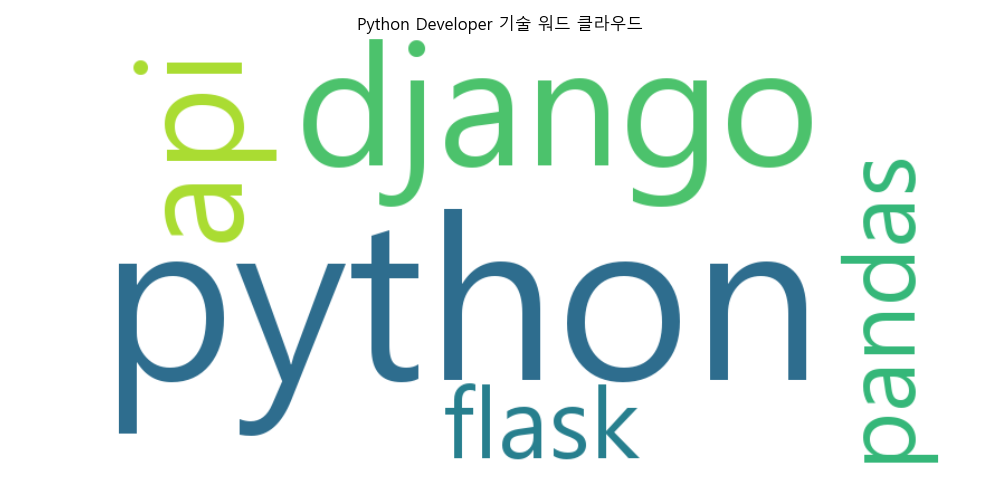 Python Developer 기술 워드 클라우드
api
django
python
pandas
flask